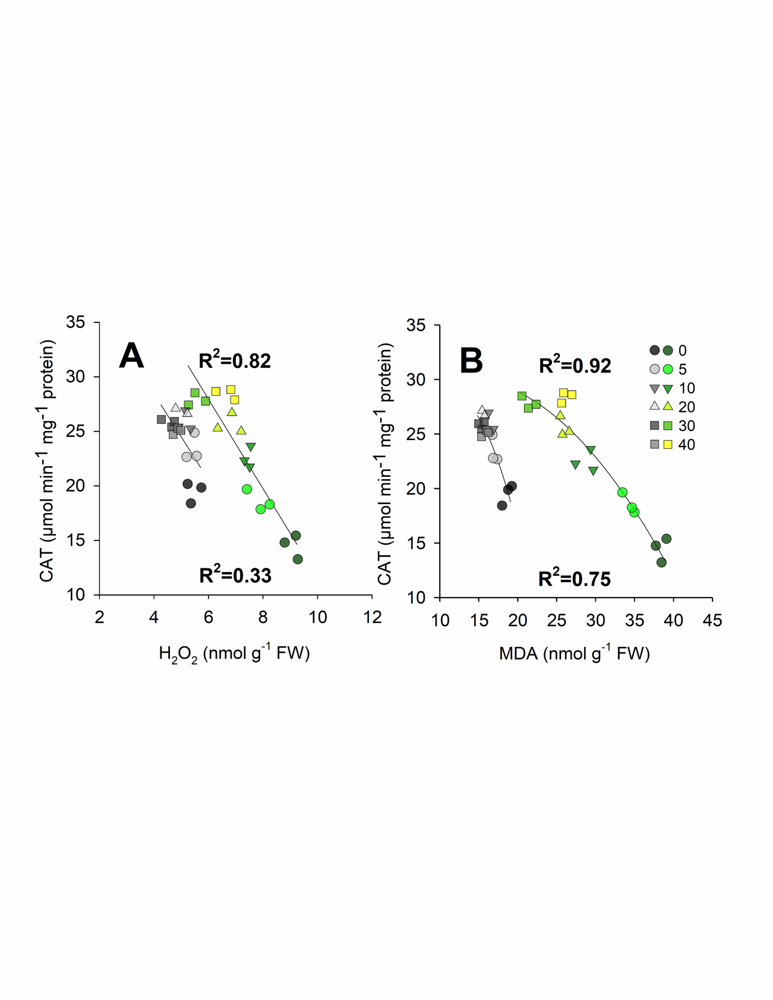 A
R²=0.82
35
30
25
20
15
10
CAT (µmol min⁻¹ mg⁻¹ protein)
R²=0.33
2 4 6 8 10 12
H₂O₂ (nmol g⁻¹ FW)
B
R²=0.92
35
30
25
20
15
10
CAT (µmol min⁻¹ mg⁻¹ protein)
0
5
10
20
30
40
R²=0.75
10 15 20 25 30 35 40 45
MDA (nmol g⁻¹ FW)